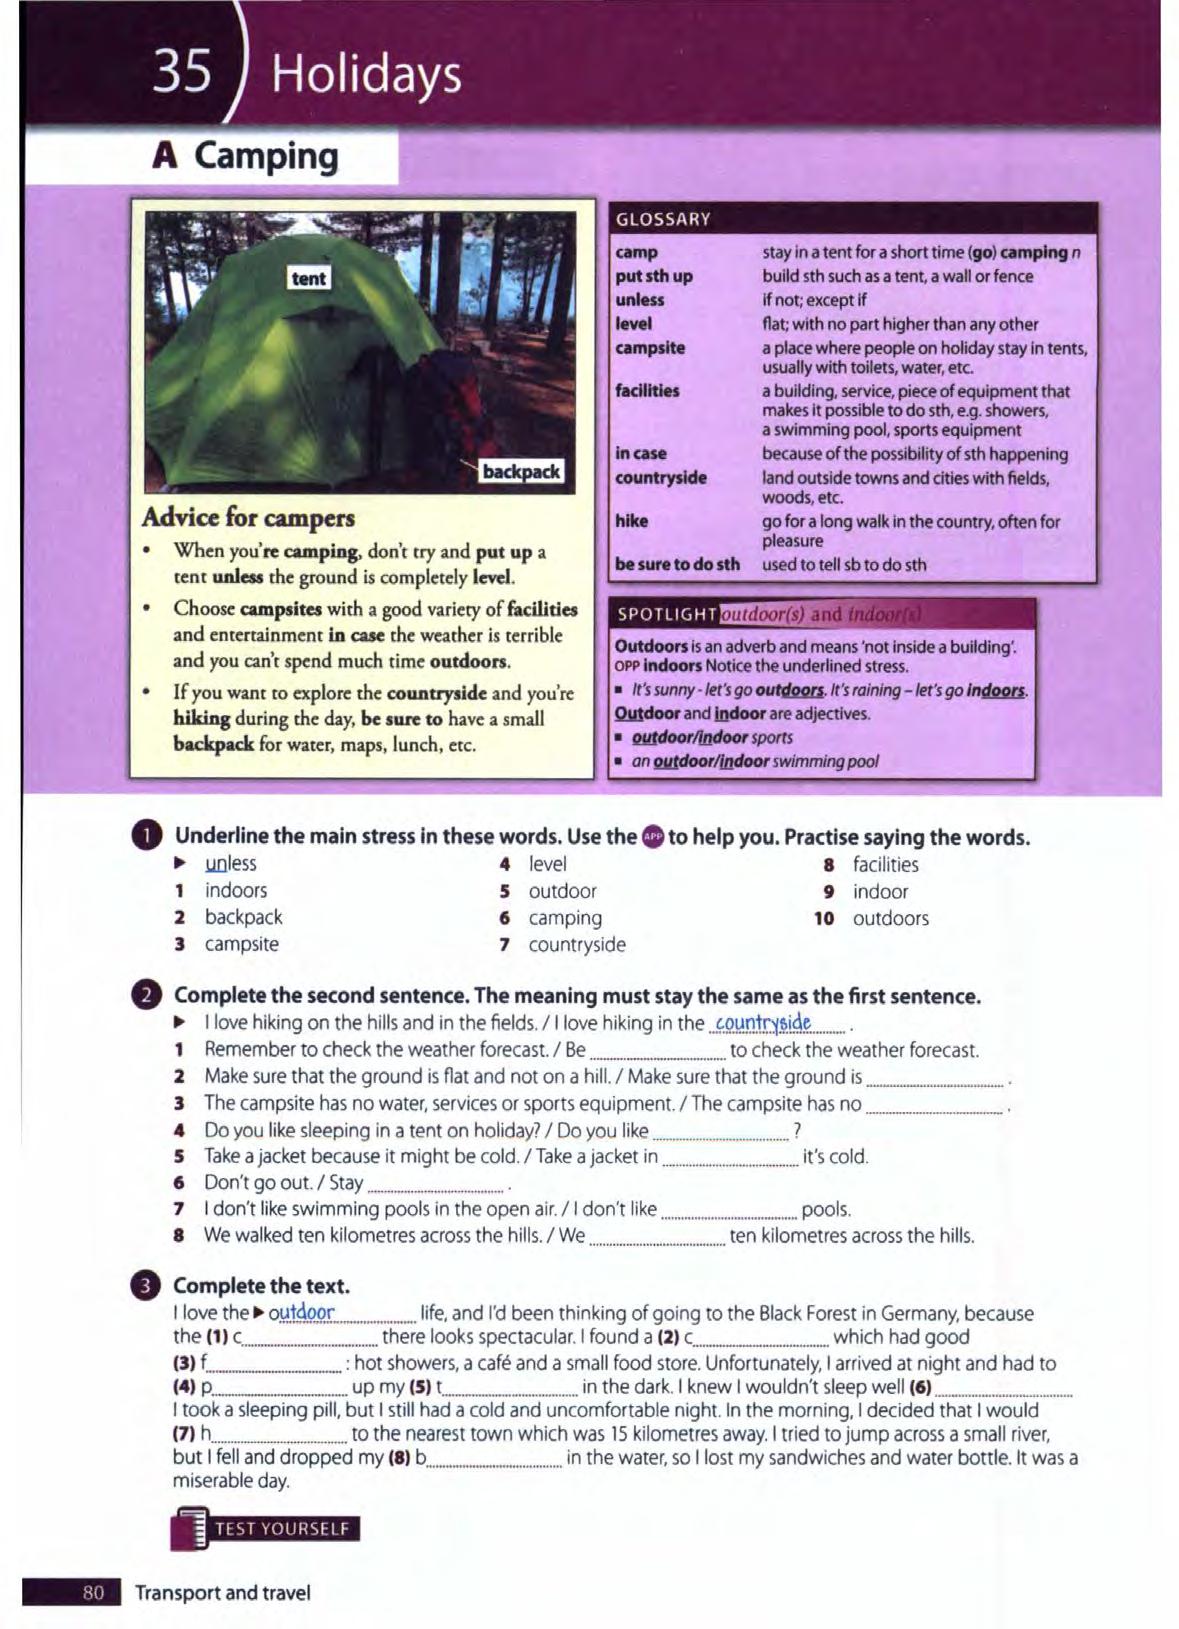 35 Holidays
A Camping
tent
backpack
Advice for campers
• When you're camping, don't try and put up a
tent unless the ground is completely level.
• Choose campsites with a good variety of facilities
and entertainment in case the weather is terrible
and you can't spend much time outdoors.
• If you want to explore the countryside and you're
hiking during the day, be sure to have a small
backpack for water, maps, lunch, etc.
GLOSSARY
camp stay in a tent for a short time (go) camping n
put sth up build sth such as a tent, a wall or fence
unless if not; except if
level flat; with no part higher than any other
campsite a place where people on holiday stay in tents,
usually with toilets, water, etc.
facilities a building, service, piece of equipment that
makes it possible to do sth, e.g. showers,
a swimming pool, sports equipment
in case because of the possibility of sth happening
countryside land outside towns and cities with fields,
woods, etc.
hike go for a long walk in the country, often for
pleasure
be sure to do sth used to tell sb to do sth
SPOTLIGHT outdoor(s) and indoor(s)
Outdoors is an adverb and means 'not inside a building'.
OPP indoors Notice the underlined stress.
▪ It's sunny - let's go outdoors. It's raining – let's go indoors.
Outdoor and indoor are adjectives.
▪ outdoor/indoor sports
▪ an outdoor/indoor swimming pool
1 Underline the main stress in these words. Use the APP to help you. Practise saying the words.
▶ unless 4 level 8 facilities
1 indoors 5 outdoor 9 indoor
2 backpack 6 camping 10 outdoors
3 campsite 7 countryside
2 Complete the second sentence. The meaning must stay the same as the first sentence.
▶ I love hiking on the hills and in the fields. / I love hiking in the countryside .
1 Remember to check the weather forecast. / Be ............ to check the weather forecast.
2 Make sure that the ground is flat and not on a hill. / Make sure that the ground is ............ .
3 The campsite has no water, services or sports equipment. / The campsite has no ............ .
4 Do you like sleeping in a tent on holiday? / Do you like ............ ?
5 Take a jacket because it might be cold. / Take a jacket in ............ it's cold.
6 Don't go out. / Stay ............ .
7 I don't like swimming pools in the open air. / I don't like ............ pools.
8 We walked ten kilometres across the hills. / We ............ ten kilometres across the hills.
3 Complete the text.
I love the ▶ outdoor ............ life, and I'd been thinking of going to the Black Forest in Germany, because
the (1) c............ there looks spectacular. I found a (2) c............ which had good
(3) f............ : hot showers, a café and a small food store. Unfortunately, I arrived at night and had to
(4) p............ up my (5) t............ in the dark. I knew I wouldn't sleep well (6) ............
I took a sleeping pill, but I still had a cold and uncomfortable night. In the morning, I decided that I would
(7) h............ to the nearest town which was 15 kilometres away. I tried to jump across a small river,
but I fell and dropped my (8) b............ in the water, so I lost my sandwiches and water bottle. It was a
miserable day.
TEST YOURSELF
80 Transport and travel